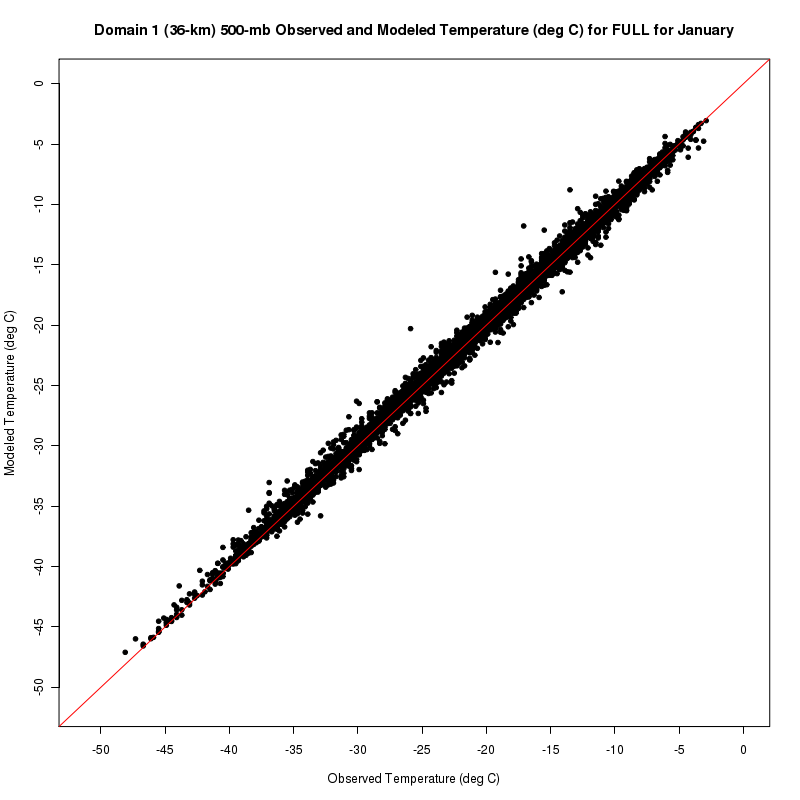 Domain 1 (36-km) 500-mb Observed and Modeled Temperature (deg C) for FULL for January
Modeled Temperature (deg C)
0
-5
-10
-15
-20
-25
-30
-35
-40
-45
-50
-50 -45 -40 -35 -30 -25 -20 -15 -10 -5 0
Observed Temperature (deg C)